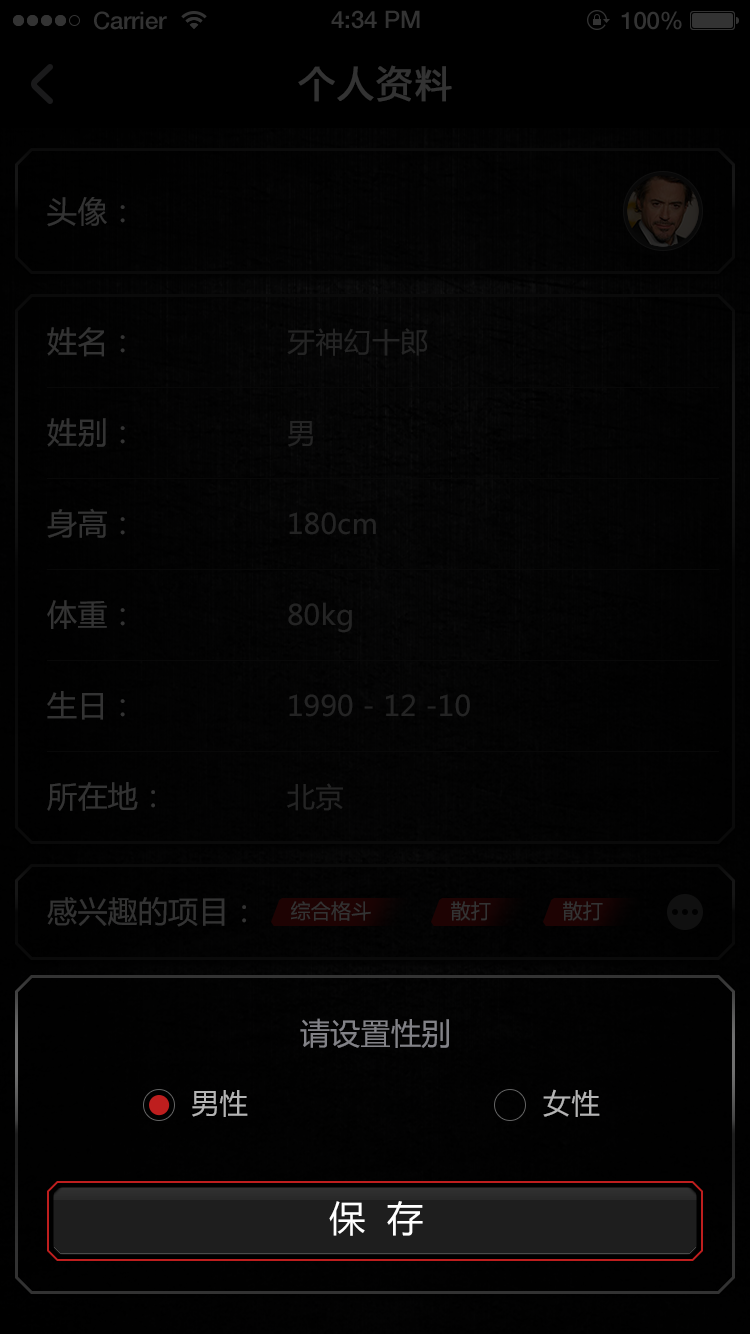 Carrier 4:34 PM 100%
个人资料
头像：
姓名： 牙神幻十郎
姓别： 男
身高： 180cm
体重： 80kg
生日： 1990 - 12 -10
所在地： 北京
感兴趣的项目： 综合格斗 散打 散打
请设置性别
男性 女性
保 存